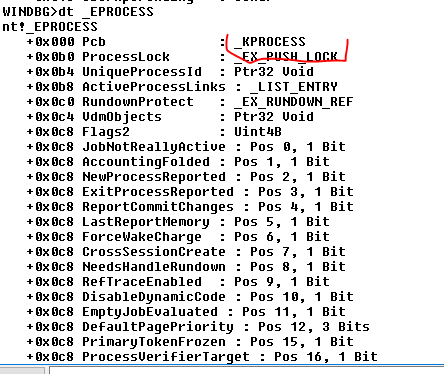 WINDBG>dt _EPROCESS
nt!_EPROCESS
+0x000 Pcb : _KPROCESS
+0x0b0 ProcessLock : _EX_PUSH_LOCK
+0x0b4 UniqueProcessId : Ptr32 Void
+0x0b8 ActiveProcessLinks : _LIST_ENTRY
+0x0c0 RundownProtect : _EX_RUNDOWN_REF
+0x0c4 VdmObjects : Ptr32 Void
+0x0c8 Flags2 : Uint4B
+0x0c8 JobNotReallyActive : Pos 0, 1 Bit
+0x0c8 AccountingFolded : Pos 1, 1 Bit
+0x0c8 NewProcessReported : Pos 2, 1 Bit
+0x0c8 ExitProcessReported : Pos 3, 1 Bit
+0x0c8 ReportCommitChanges : Pos 4, 1 Bit
+0x0c8 LastReportMemory : Pos 5, 1 Bit
+0x0c8 ForceWakeCharge : Pos 6, 1 Bit
+0x0c8 CrossSessionCreate : Pos 7, 1 Bit
+0x0c8 NeedsHandleRundown : Pos 8, 1 Bit
+0x0c8 RefTraceEnabled : Pos 9, 1 Bit
+0x0c8 DisableDynamicCode : Pos 10, 1 Bit
+0x0c8 EmptyJobEvaluated : Pos 11, 1 Bit
+0x0c8 DefaultPagePriority : Pos 12, 3 Bits
+0x0c8 PrimaryTokenFrozen : Pos 15, 1 Bit
+0x0c8 ProcessVerifierTarget : Pos 16, 1 Bit